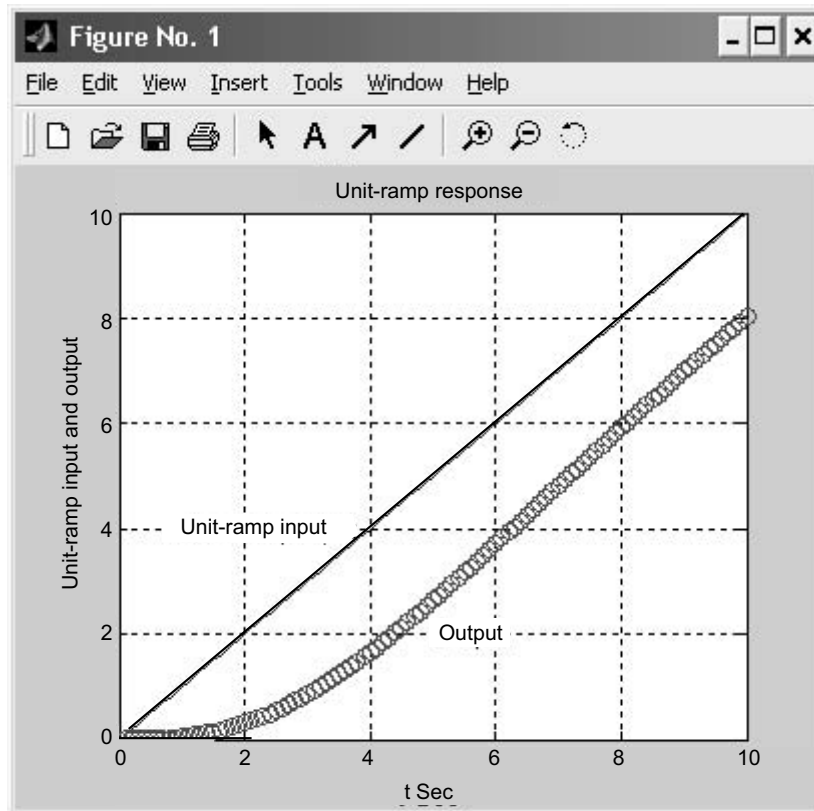 Figure No. 1
File Edit View Insert Tools Window Help
A
Unit-ramp response
Unit-ramp input and output
10
8
6
4
2
0
Unit-ramp input
Output
0 2 4 6 8 10
t Sec